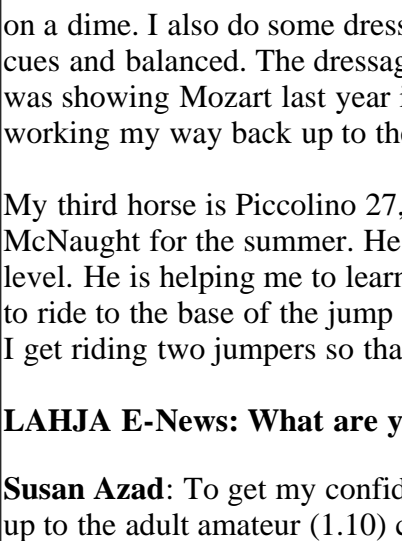 on a dime. I also do some dress
cues and balanced. The dressag
was showing Mozart last year
working my way back up to the
My third horse is Piccolino 27,
McNaught for the summer. He
level. He is helping me to learn
to ride to the base of the jump
I get riding two jumpers so tha
LAHJA E-News: What are y
Susan Azad: To get my confid
up to the adult amateur (1.10) c